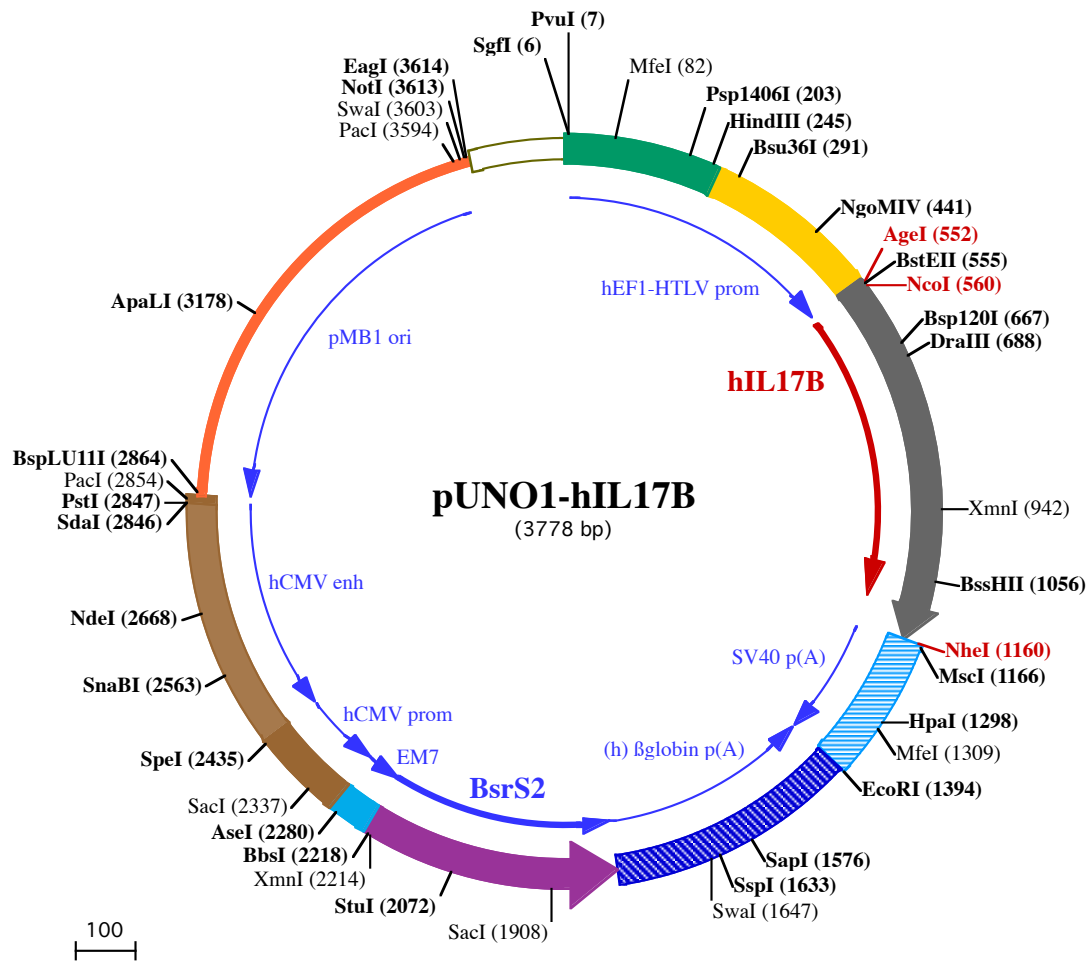 PvuI (7)
SgfI (6)
MfeI (82)
EagI (3614)
NotI (3613)
SwaI (3603)
PacI (3594)
Psp1406I (203)
HindIII (245)
Bsu36I (291)
NgoMIV (441)
AgeI (552)
BstEII (555)
NcoI (560)
Bsp120I (667)
DraIII (688)
hEF1-HTLV prom
ApaLI (3178)
pMB1 ori
hIL17B
BspLU11I (2864)
PacI (2854)
PstI (2847)
SdaI (2846)
pUNO1-hIL17B
(3778 bp)
XmnI (942)
BssHII (1056)
hCMV enh
NdeI (2668)
SV40 p(A)
NheI (1160)
MscI (1166)
SnaBI (2563)
hCMV prom
HpaI (1298)
MfeI (1309)
EcoRI (1394)
(h) ßglobin p(A)
EM7
BsrS2
SpeI (2435)
SacI (2337)
AseI (2280)
BbsI (2218)
XmnI (2214)
StuI (2072)
SacI (1908)
SapI (1576)
SspI (1633)
SwaI (1647)
100